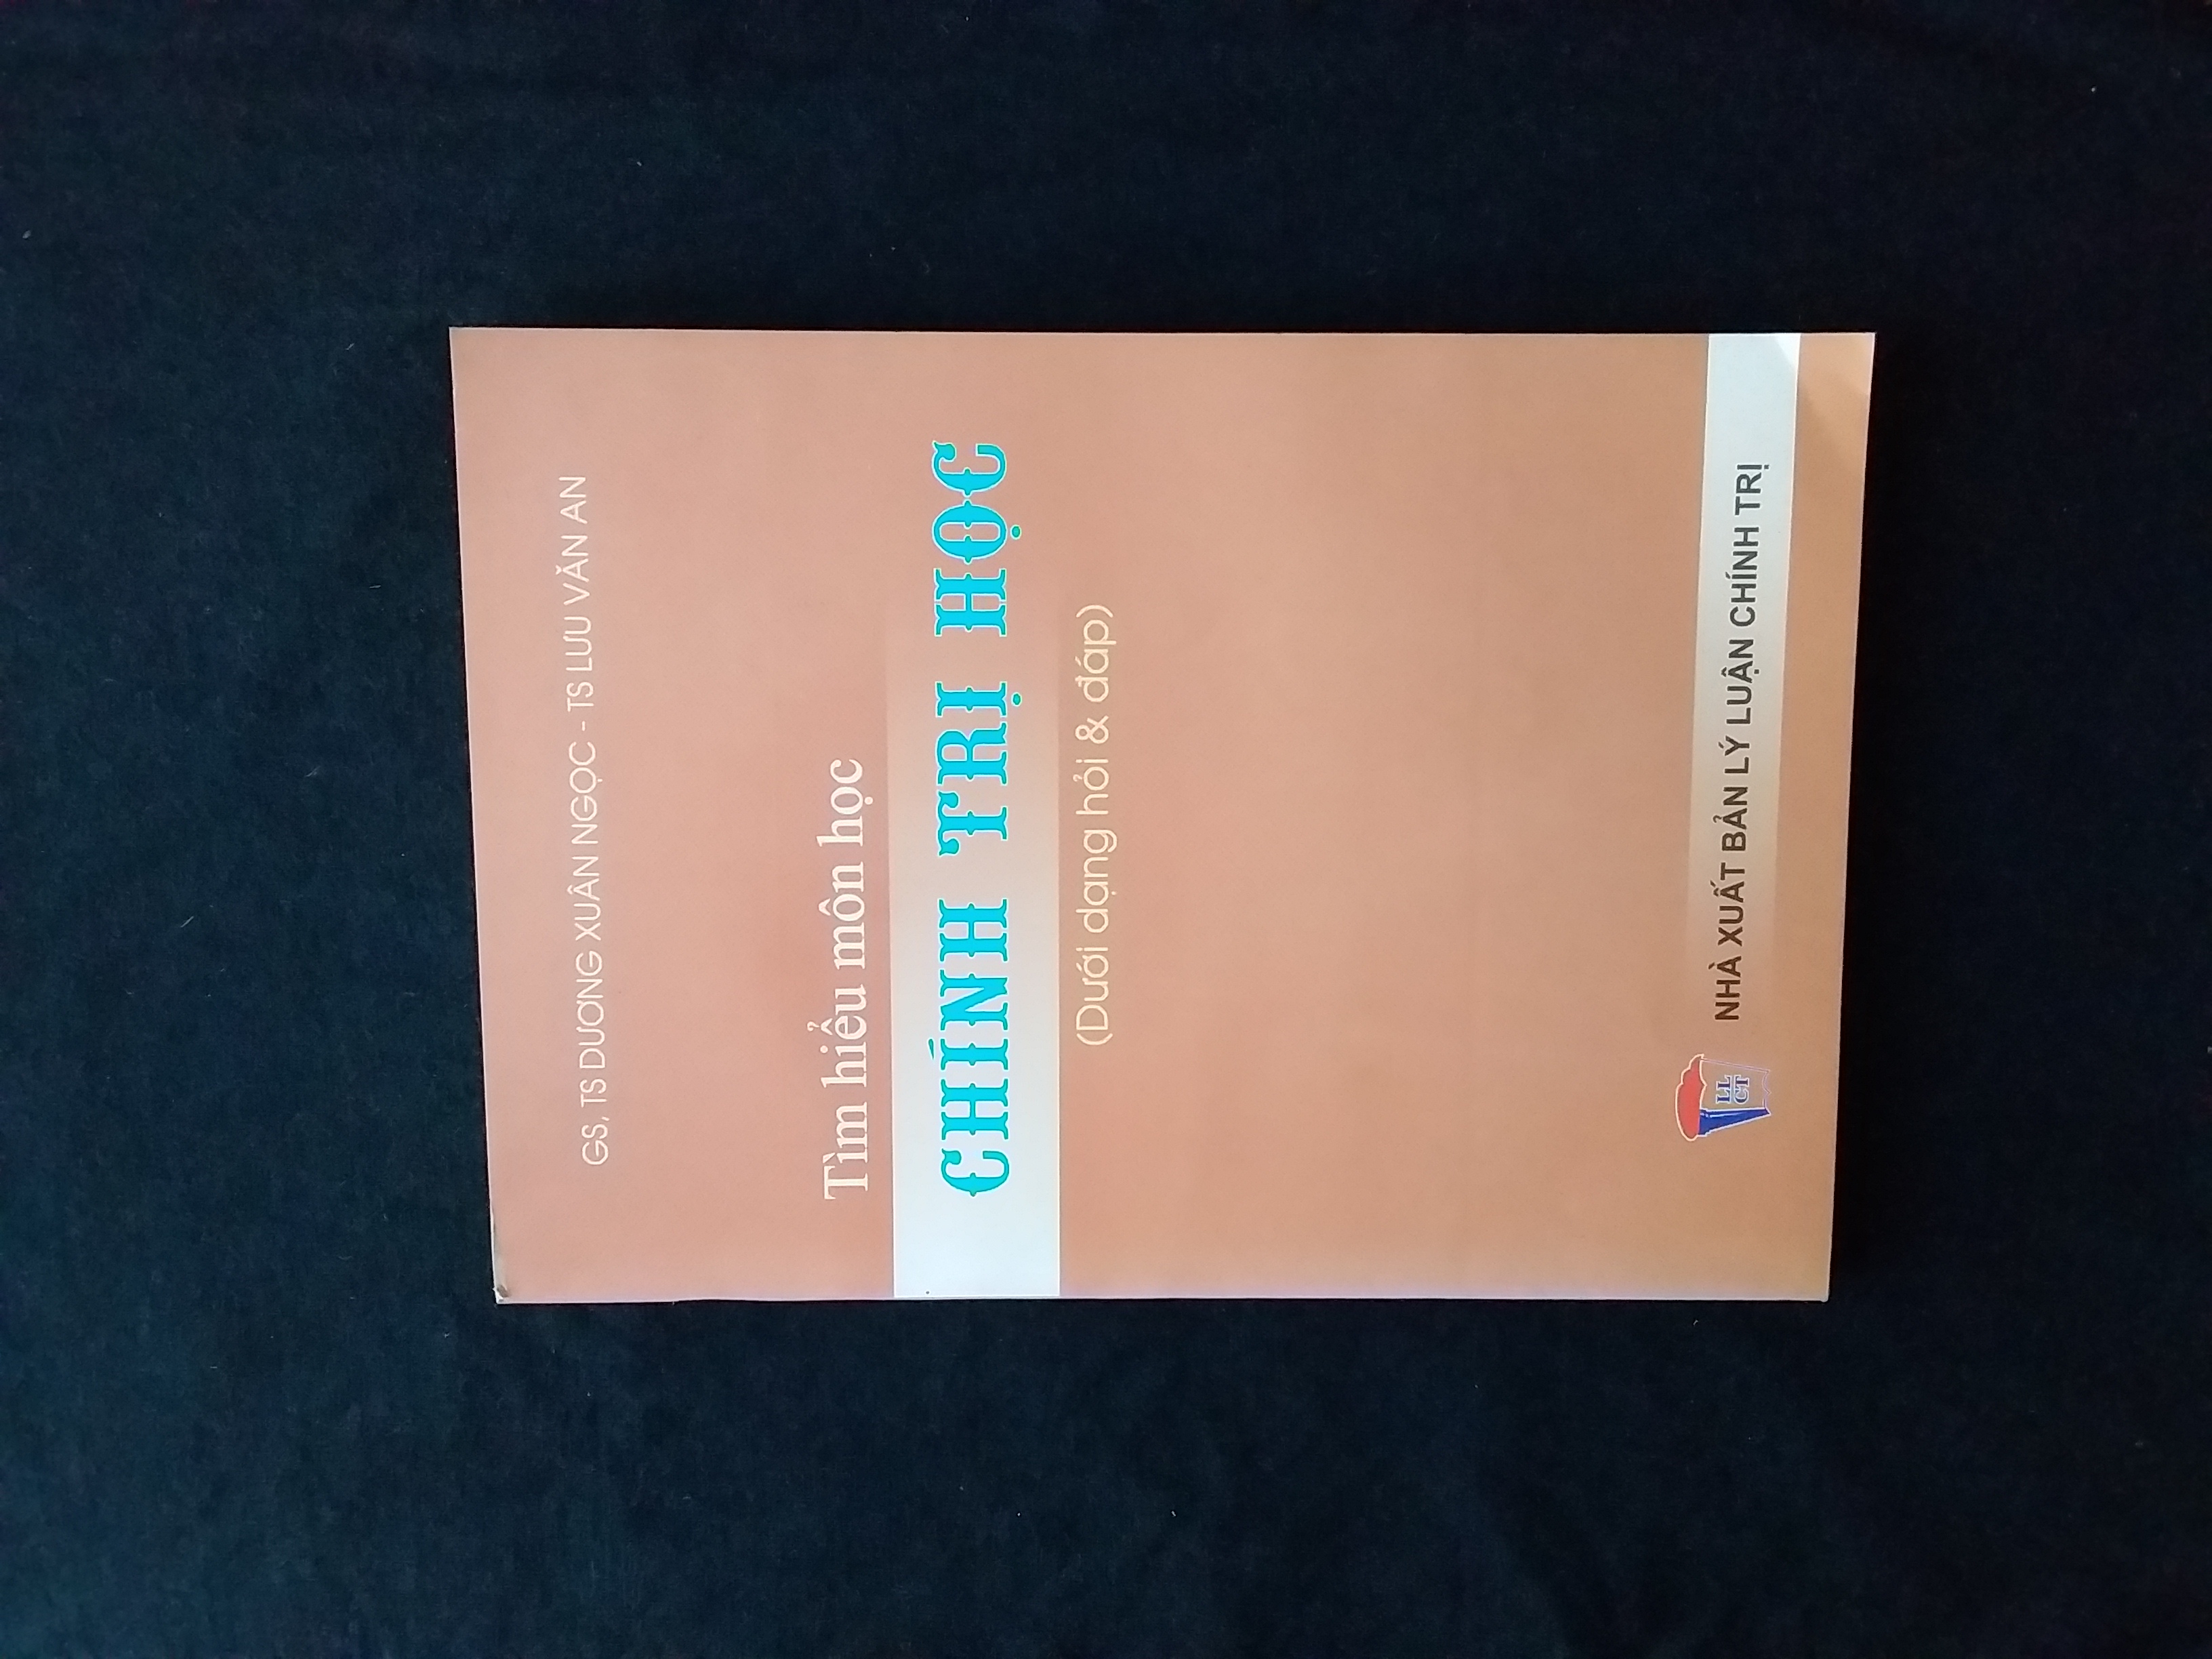 GS, TS DƯƠNG XUÂN NGỌC - TS LƯU VĂN AN
Tìm hiểu môn học
CHÍNH TRỊ HỌC
(Dưới dạng hỏi & đáp)
LL
CT
NHÀ XUẤT BẢN LÝ LUẬN CHÍNH TRỊ